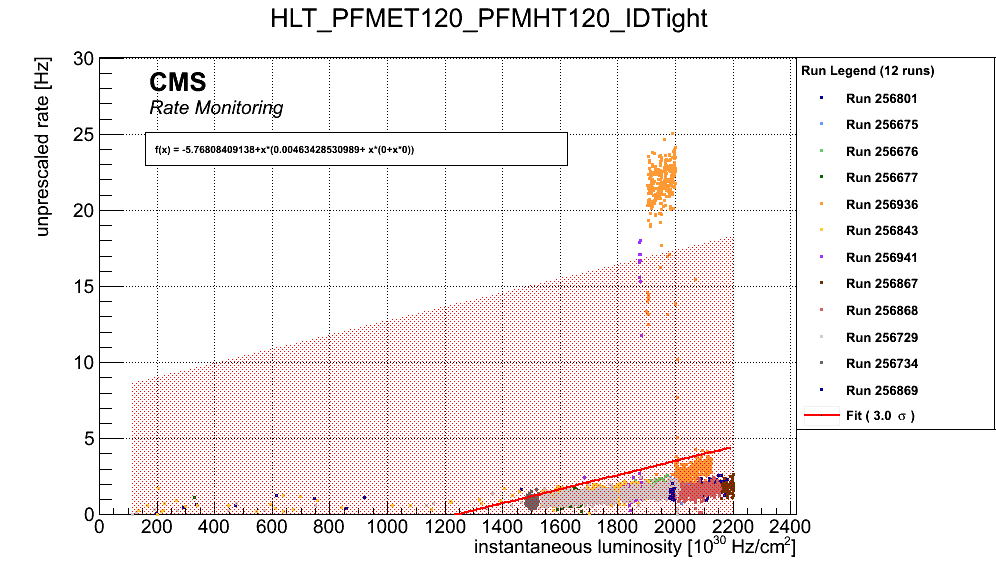 HLT_PFMET120_PFMHT120_IDTight
unprescaled rate [Hz]
30
25
20
15
10
5
0
CMS
Rate Monitoring
f(x) = -5.76808409138+x*(0.00463428530989+ x*(0+x*0))
0 200 400 600 800 1000 1200 1400 1600 1800 2000 2200 2400
instantaneous luminosity [10³⁰ Hz/cm²]
Run Legend (12 runs)
Run 256801
Run 256675
Run 256676
Run 256677
Run 256936
Run 256843
Run 256941
Run 256867
Run 256868
Run 256729
Run 256734
Run 256869
Fit ( 3.0 σ )